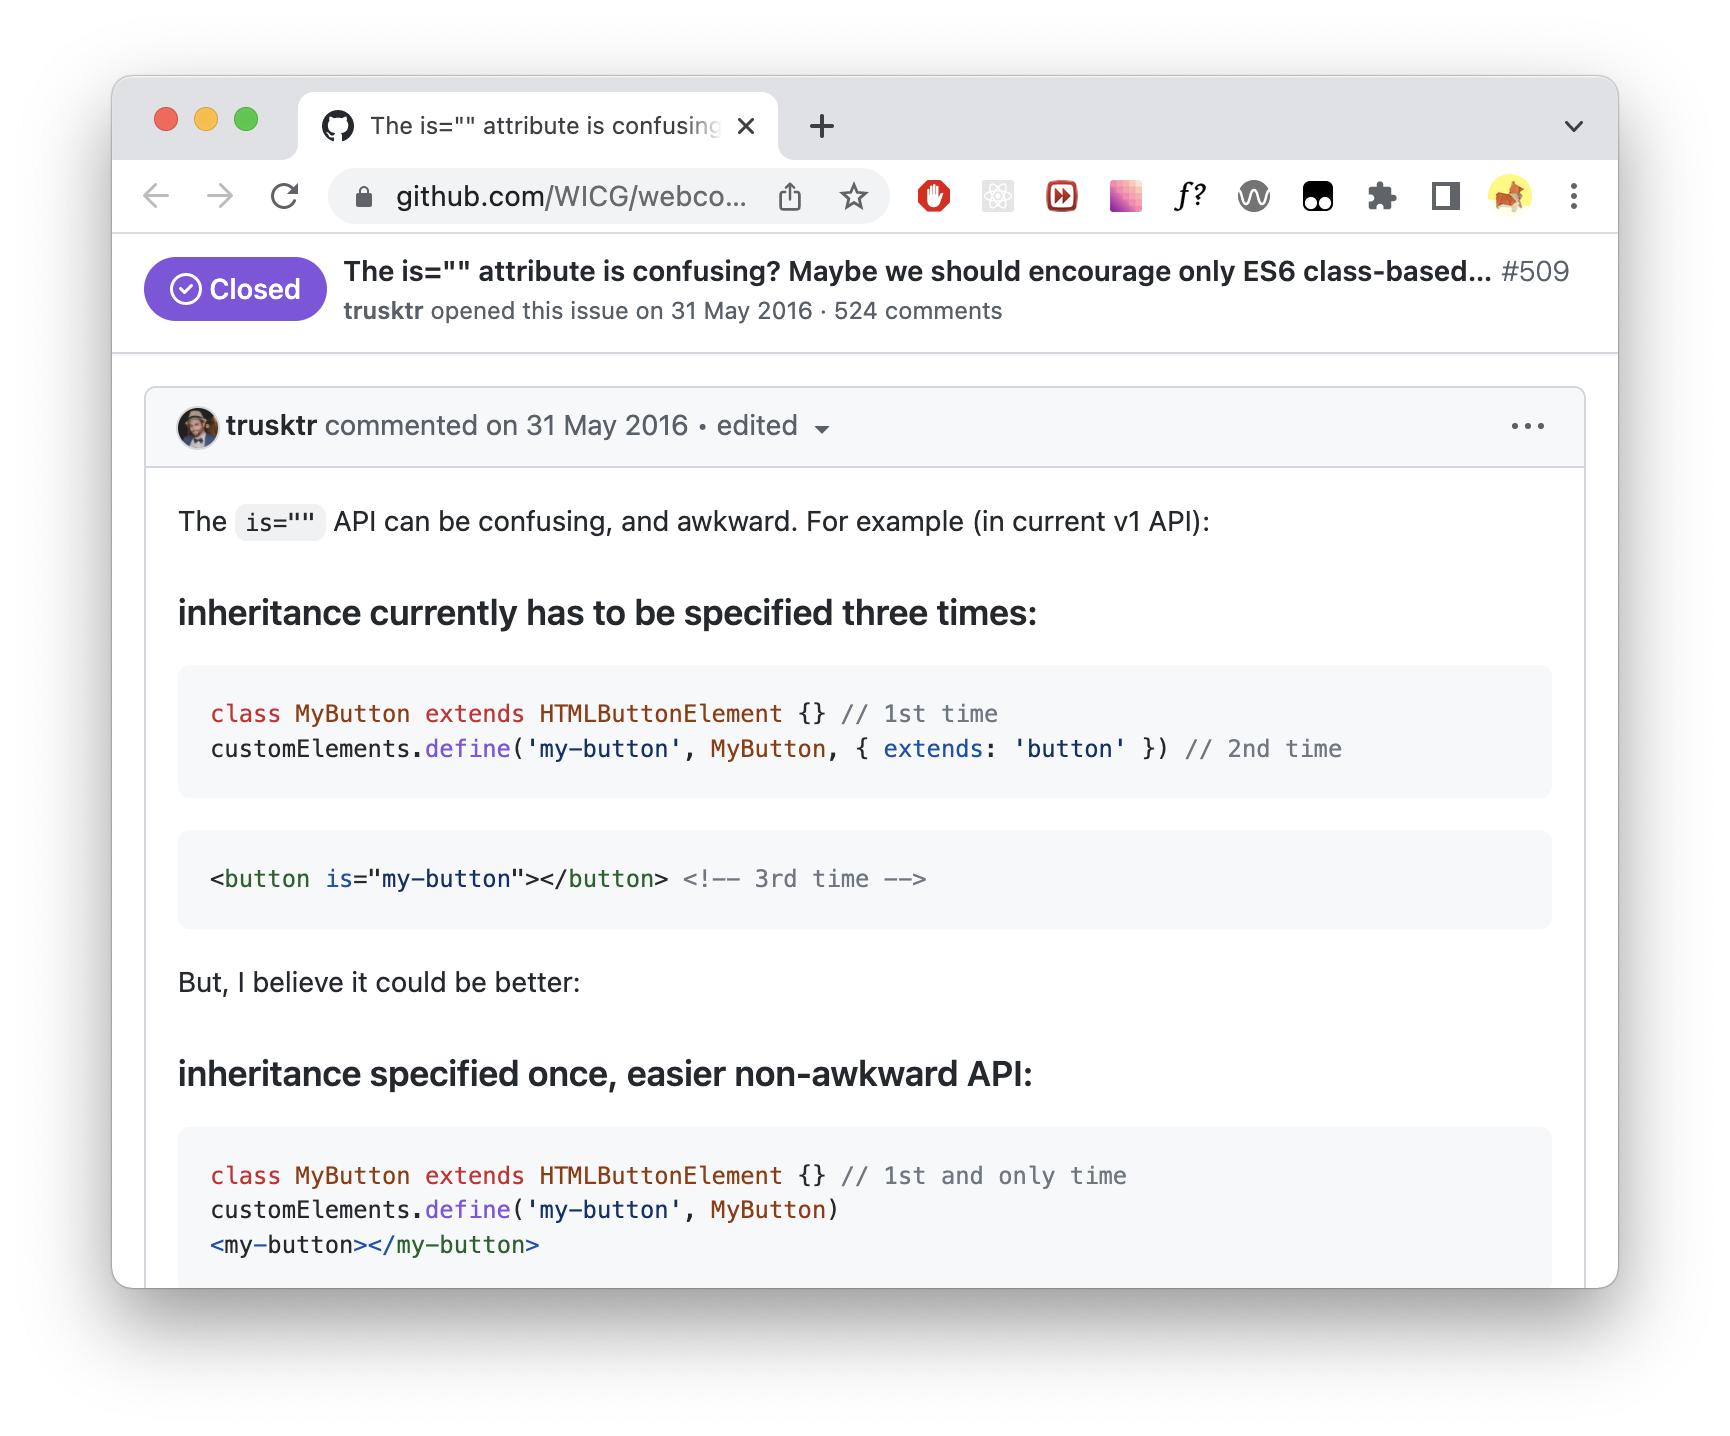 The is="" attribute is confusing
github.com/WICG/webco...
f?
Closed
The is="" attribute is confusing? Maybe we should encourage only ES6 class-based... #509
trusktr opened this issue on 31 May 2016 · 524 comments
trusktr commented on 31 May 2016 • edited
The is="" API can be confusing, and awkward. For example (in current v1 API):
inheritance currently has to be specified three times:
class MyButton extends HTMLButtonElement {} // 1st time
customElements.define('my-button', MyButton, { extends: 'button' }) // 2nd time
<button is="my-button"></button> <!-- 3rd time -->
But, I believe it could be better:
inheritance specified once, easier non-awkward API:
class MyButton extends HTMLButtonElement {} // 1st and only time
customElements.define('my-button', MyButton)
<my-button></my-button>